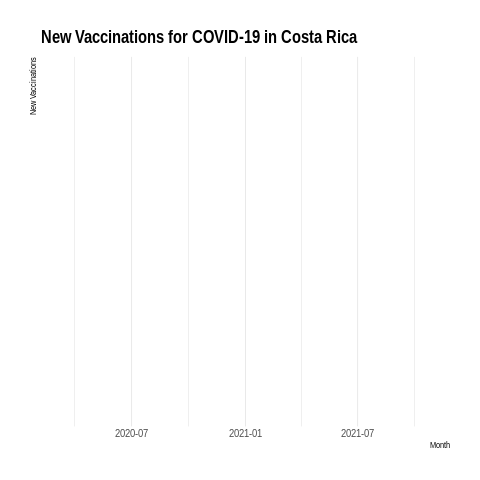 New Vaccinations for COVID-19 in Costa Rica
New Vaccinations
2020-07
2021-01
2021-07
Month